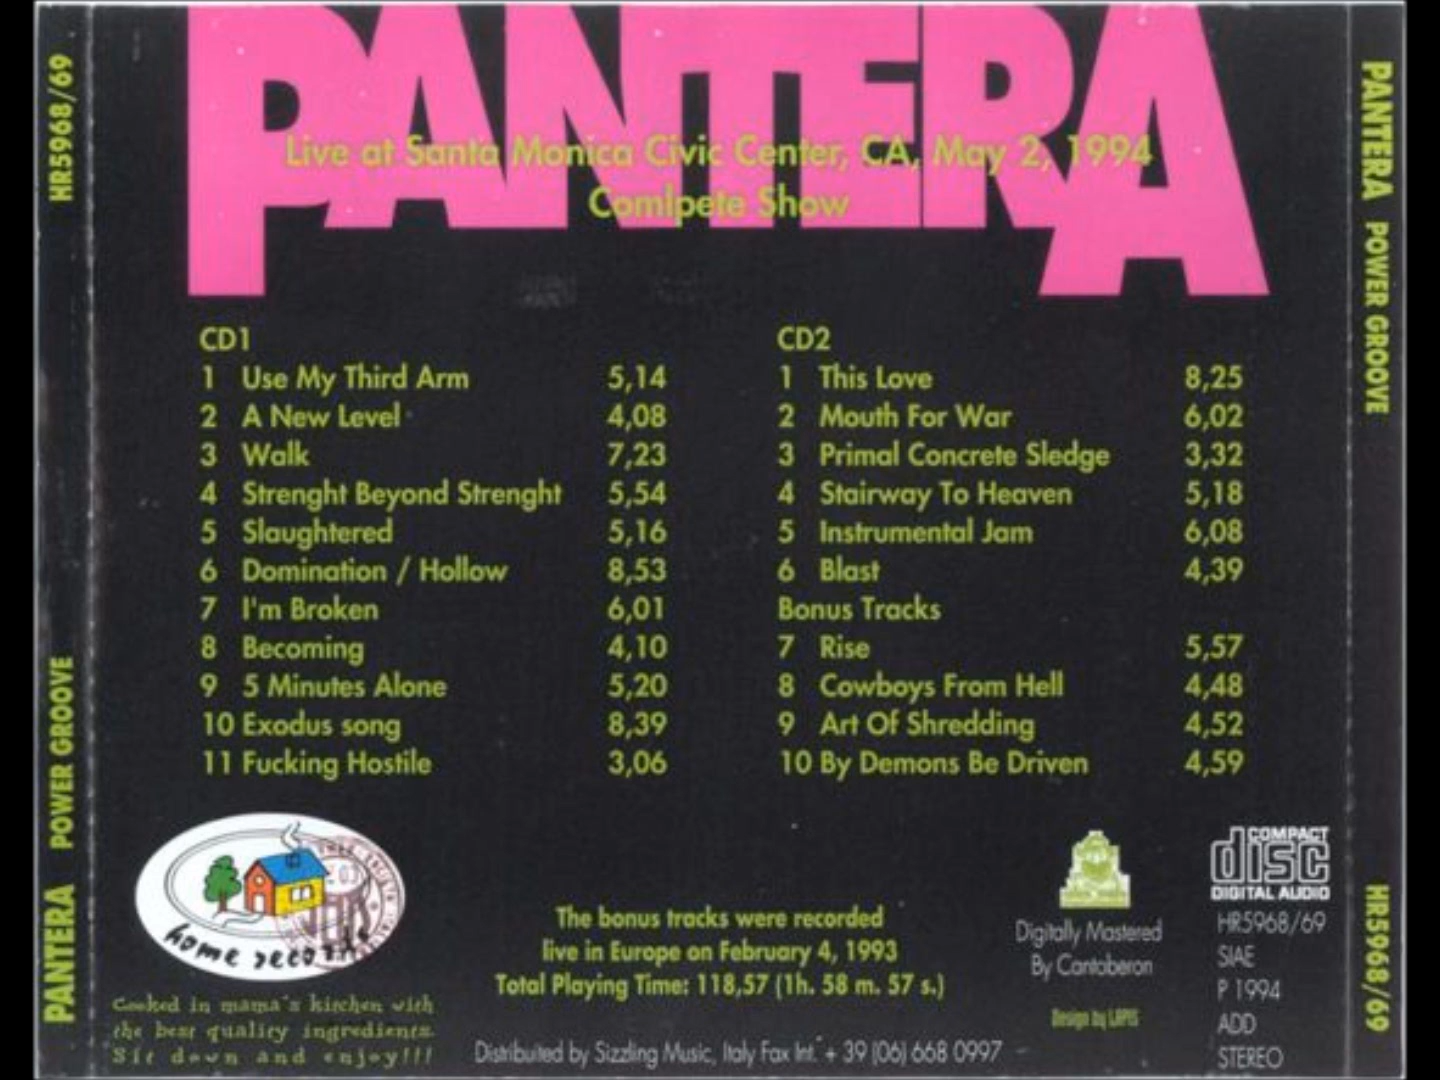 PANTERA
Live at Santa Monica Civic Center, CA, May 2, 1994
Comlpete Show
CD1
1 Use My Third Arm 5,14
2 A New Level 4,08
3 Walk 7,23
4 Strenght Beyond Strenght 5,54
5 Slaughtered 5,16
6 Domination / Hollow 8,53
7 I'm Broken 6,01
8 Becoming 4,10
9 5 Minutes Alone 5,20
10 Exodus song 8,39
11 Fucking Hostile 3,06
CD2
1 This Love 8,25
2 Mouth For War 6,02
3 Primal Concrete Sledge 3,32
4 Stairway To Heaven 5,18
5 Instrumental Jam 6,08
6 Blast 4,39
Bonus Tracks
7 Rise 5,57
8 Cowboys From Hell 4,48
9 Art Of Shredding 4,52
10 By Demons Be Driven 4,59
home records
Cooked in mama's kitchen with
the best quality ingredients.
Sit down and enjoy!!!
The bonus tracks were recorded
live in Europe on February 4, 1993
Total Playing Time: 118,57 (1h. 58 m. 57 s.)
Distribuited by Sizzling Music, Italy Fax Int. + 39 (06) 668 0997
Digitally Mastered
By Cantoberon
Design by LAPIS
COMPACT
disc
DIGITAL AUDIO
HR5968/69
SIAE
P 1994
ADD
STEREO
PANTERA POWER GROOVE HR5968/69
PANTERA POWER GROOVE HR5968/69